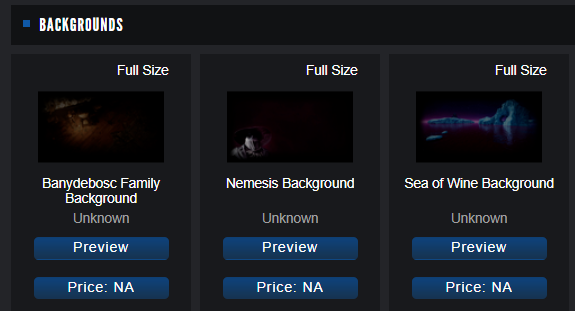 BACKGROUNDS
Full Size
Full Size
Full Size
Banydebosc Family
Background
Nemesis Background
Sea of Wine Background
Unknown
Unknown
Unknown
Preview
Preview
Preview
Price: NA
Price: NA
Price: NA